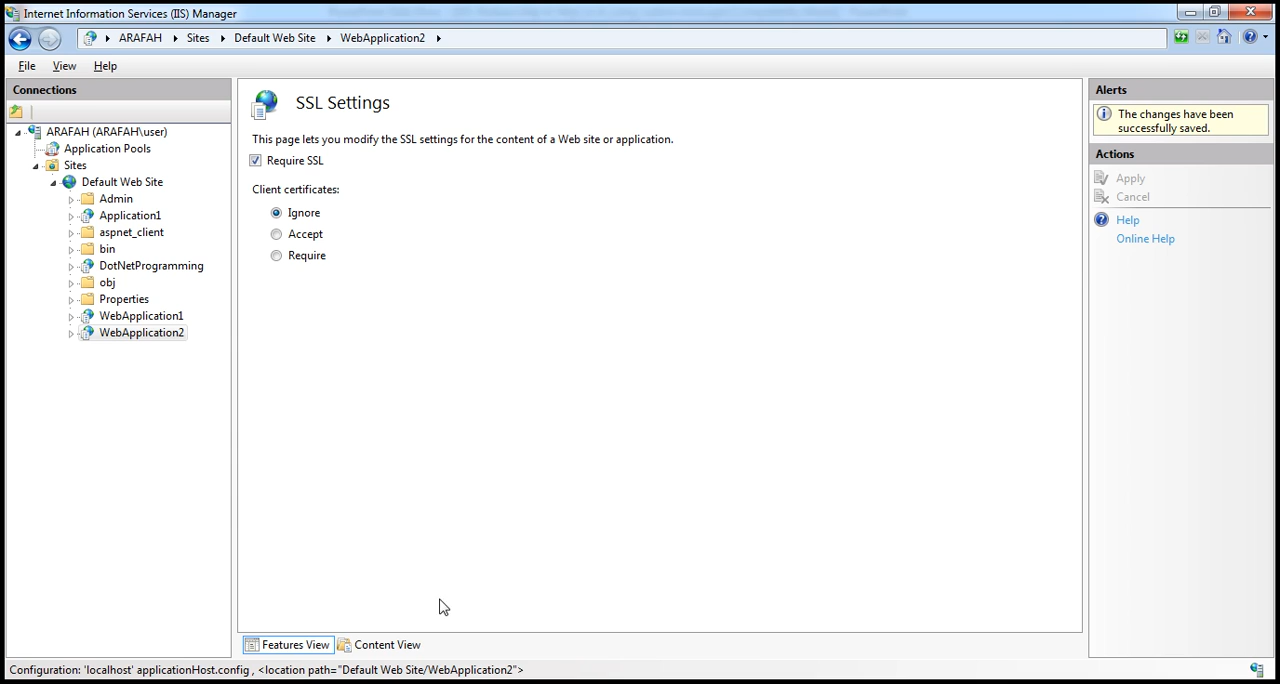 Internet Information Services (IIS) Manager
ARAFAH Sites Default Web Site WebApplication2
File View Help
Connections
ARAFAH (ARAFAH\user)
Application Pools
Sites
Default Web Site
Admin
Application1
aspnet_client
bin
DotNetProgramming
obj
Properties
WebApplication1
WebApplication2
SSL Settings
This page lets you modify the SSL settings for the content of a Web site or application.
Require SSL
Client certificates:
Ignore
Accept
Require
Features View Content View
Alerts
The changes have been
successfully saved.
Actions
Apply
Cancel
Help
Online Help
Configuration: 'localhost' applicationHost.config , <location path="Default Web Site/WebApplication2">